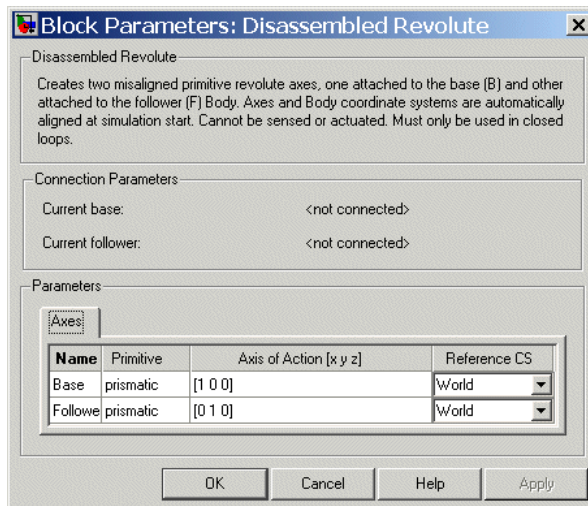 Block Parameters: Disassembled Revolute
Disassembled Revolute
Creates two misaligned primitive revolute axes, one attached to the base (B) and other
attached to the follower (F) Body. Axes and Body coordinate systems are automatically
aligned at simulation start. Cannot be sensed or actuated. Must only be used in closed
loops.
Connection Parameters
Current base: <not connected>
Current follower: <not connected>
Parameters
Axes
Name Primitive Axis of Action [x y z] Reference CS
Base prismatic [1 0 0] World
Followe prismatic [0 1 0] World
OK Cancel Help Apply